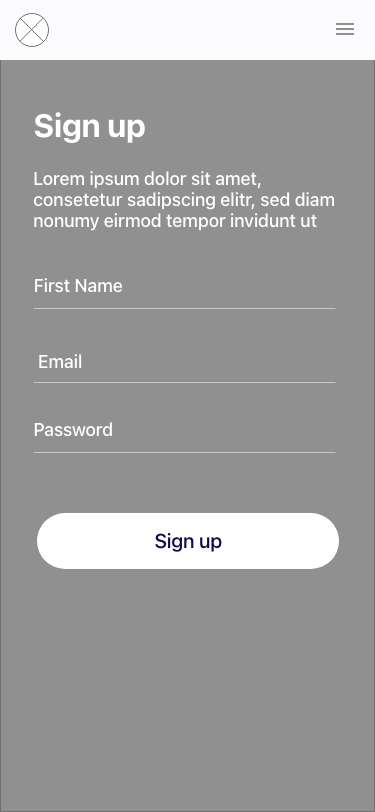 Sign up
Lorem ipsum dolor sit amet,
consetetur sadipscing elitr, sed diam
nonumy eirmod tempor invidunt ut
First Name
Email
Password
Sign up